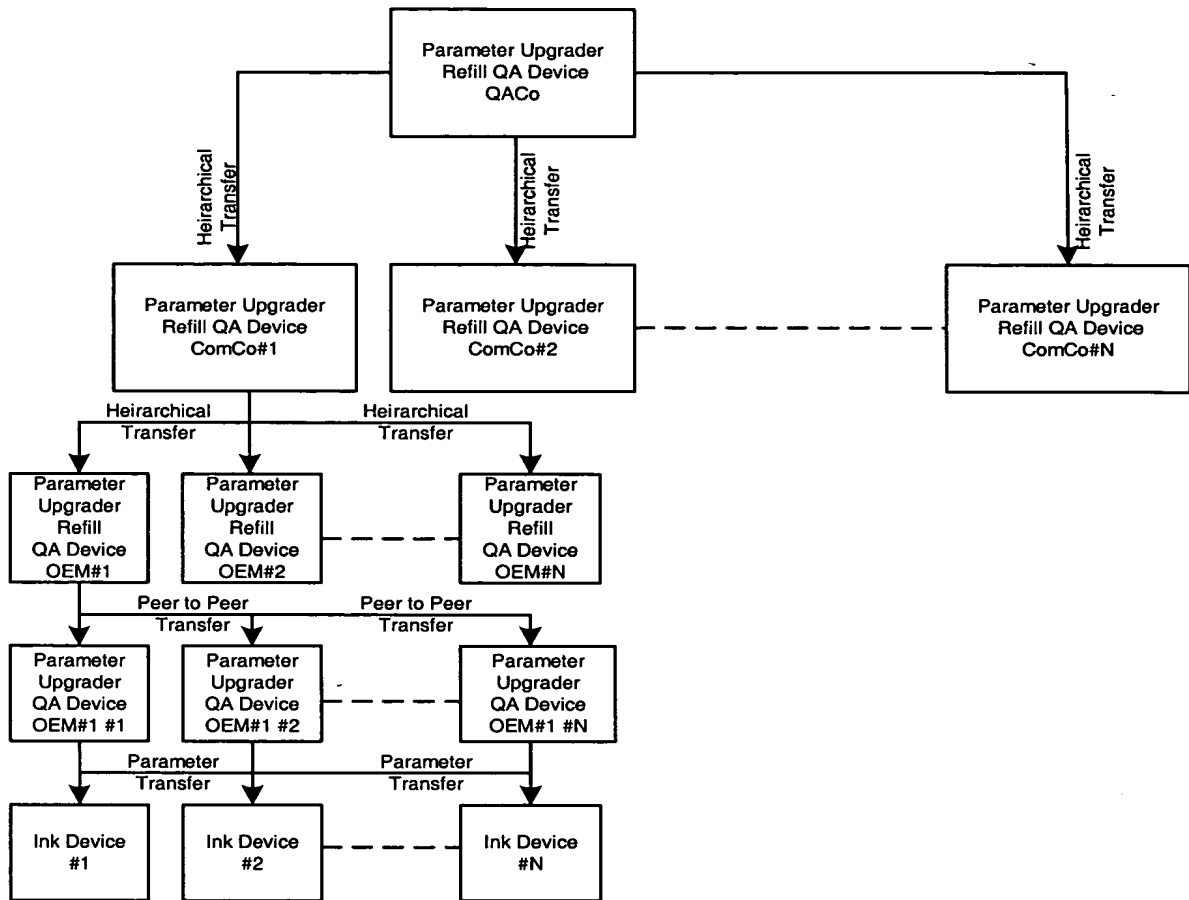 Parameter Upgrader
Refill QA Device
QACo
Heirarchical
Transfer
Heirarchical
Transfer
Heirarchical
Transfer
Parameter Upgrader
Refill QA Device
ComCo#1
Parameter Upgrader
Refill QA Device
ComCo#2
Parameter Upgrader
Refill QA Device
ComCo#N
Heirarchical
Transfer
Heirarchical
Transfer
Parameter
Upgrader
Refill
QA Device
OEM#1
Parameter
Upgrader
Refill
QA Device
OEM#2
Parameter
Upgrader
Refill
QA Device
OEM#N
Peer to Peer
Transfer
Peer to Peer
Transfer
Parameter
Upgrader
QA Device
OEM#1 #1
Parameter
Upgrader
QA Device
OEM#1 #2
Parameter
Upgrader
QA Device
OEM#1 #N
Parameter
Transfer
Parameter
Transfer
Ink Device
#1
Ink Device
#2
Ink Device
#N